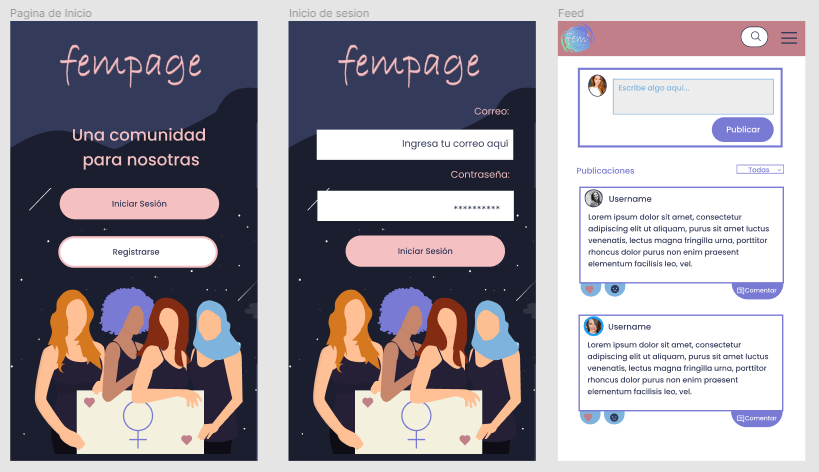 Pagina de Inicio
fempage
Una comunidad
para nosotras
Iniciar Sesión
Registrarse
Inicio de sesion
fempage
Correo:
Ingresa tu correo aquí
Contraseña:
**********
Iniciar Sesión
Feed
fem
Escribe algo aquí...
Publicar
Publicaciones
Todas
Username
Lorem ipsum dolor sit amet, consectetur
adipiscing elit ut aliquam, purus sit amet luctus
venenatis, lectus magna fringilla urna, porttitor
rhoncus dolor purus non enim praesent
elementum facilisis leo, vel.
Comentar
Username
Lorem ipsum dolor sit amet, consectetur
adipiscing elit ut aliquam, purus sit amet luctus
venenatis, lectus magna fringilla urna, porttitor
rhoncus dolor purus non enim praesent
elementum facilisis leo, vel.
Comentar